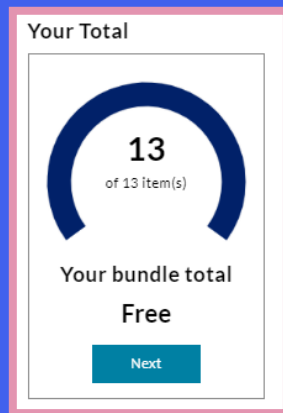 Your Total
13
of 13 item(s)
Your bundle total
Free
Next